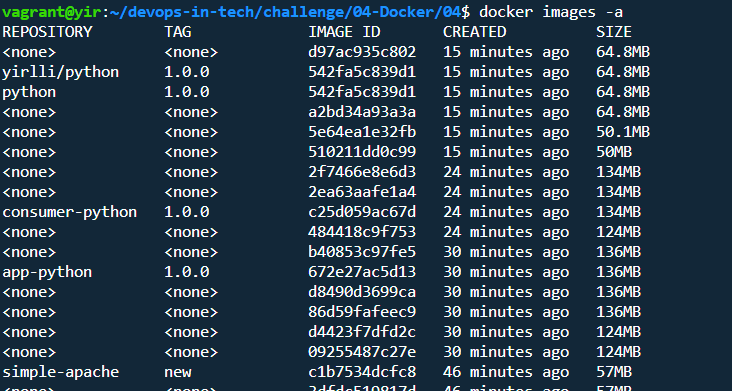 vagrant@yir:~/devops-in-tech/challenge/04-Docker/04$ docker images -a
REPOSITORY TAG IMAGE ID CREATED SIZE
<none> <none> d97ac935c802 15 minutes ago 64.8MB
yirlli/python 1.0.0 542fa5c839d1 15 minutes ago 64.8MB
python 1.0.0 542fa5c839d1 15 minutes ago 64.8MB
<none> <none> a2bd34a93a3a 15 minutes ago 64.8MB
<none> <none> 5e64ea1e32fb 15 minutes ago 50.1MB
<none> <none> 510211dd0c99 15 minutes ago 50MB
<none> <none> 2f7466e8e6d3 24 minutes ago 134MB
<none> <none> 2ea63aafe1a4 24 minutes ago 134MB
consumer-python 1.0.0 c25d059ac67d 24 minutes ago 134MB
<none> <none> 484418c9f753 24 minutes ago 124MB
<none> <none> b40853c97fe5 30 minutes ago 136MB
app-python 1.0.0 672e27ac5d13 30 minutes ago 136MB
<none> <none> d8490d3699ca 30 minutes ago 136MB
<none> <none> 86d59fafeec9 30 minutes ago 136MB
<none> <none> d4423f7dfd2c 30 minutes ago 124MB
<none> <none> 09255487c27e 30 minutes ago 124MB
simple-apache new c1b7534dcfc8 46 minutes ago 57MB
<none> <none> 46 minutes ago 57MB